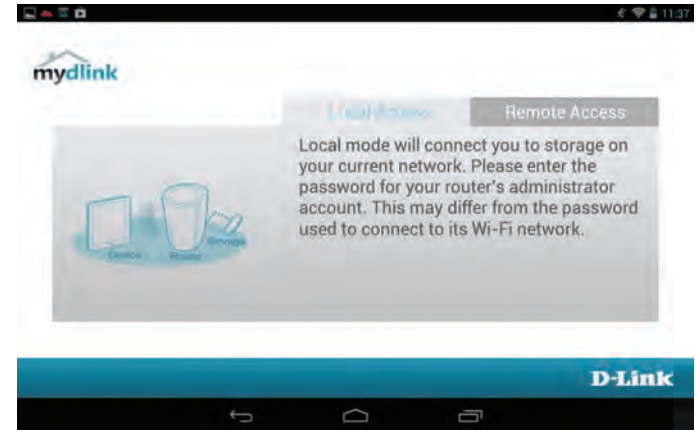 11:37
mydlink
Local Access Remote Access
Local mode will connect you to storage on
your current network. Please enter the
password for your router's administrator
account. This may differ from the password
used to connect to its Wi-Fi network.
Storage
Device Router
D-Link